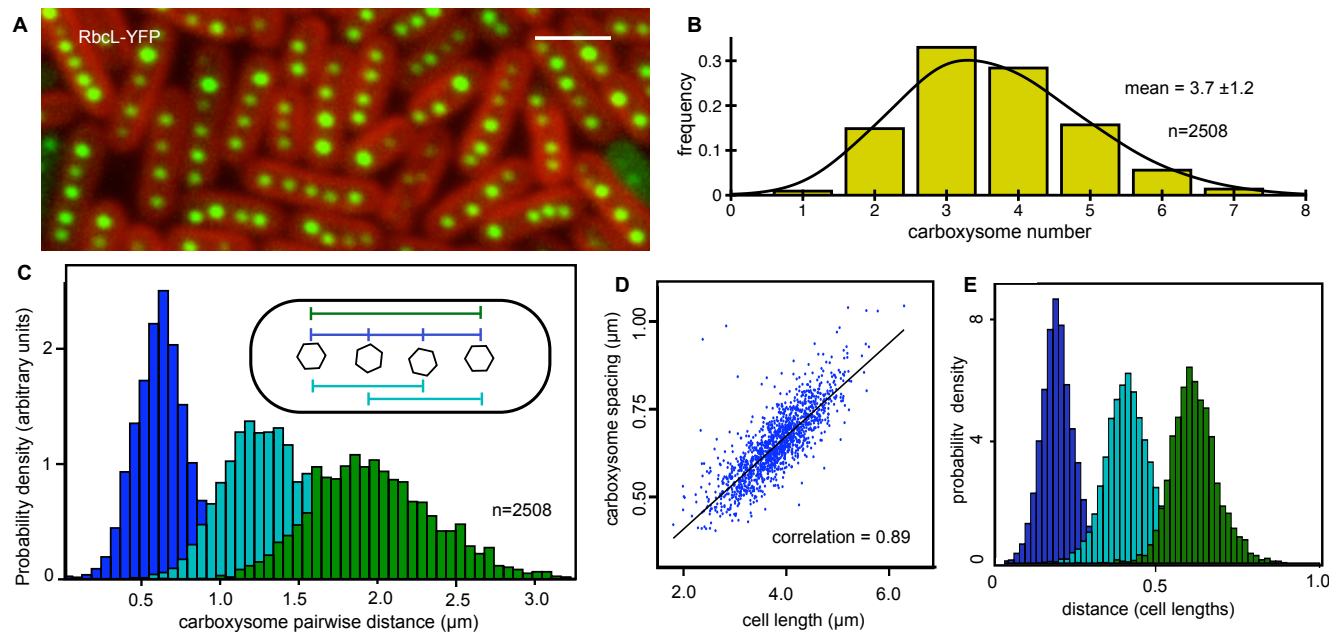 A
RbcL-YFP
B
frequency
0.3
0.2
0.1
0
mean = 3.7 ±1.2
n=2508
0 1 2 3 4 5 6 7 8
carboxysome number
C
Probability density (arbitrary units)
2
1
0
n=2508
0.5 1.0 1.5 2.0 2.5 3.0
carboxysome pairwise distance (µm)
D
carboxysome spacing (µm)
1.00
0.75
0.50
correlation = 0.89
2.0 4.0 6.0
cell length (µm)
E
probability density
8
4
0
0 0.5 1.0
distance (cell lengths)